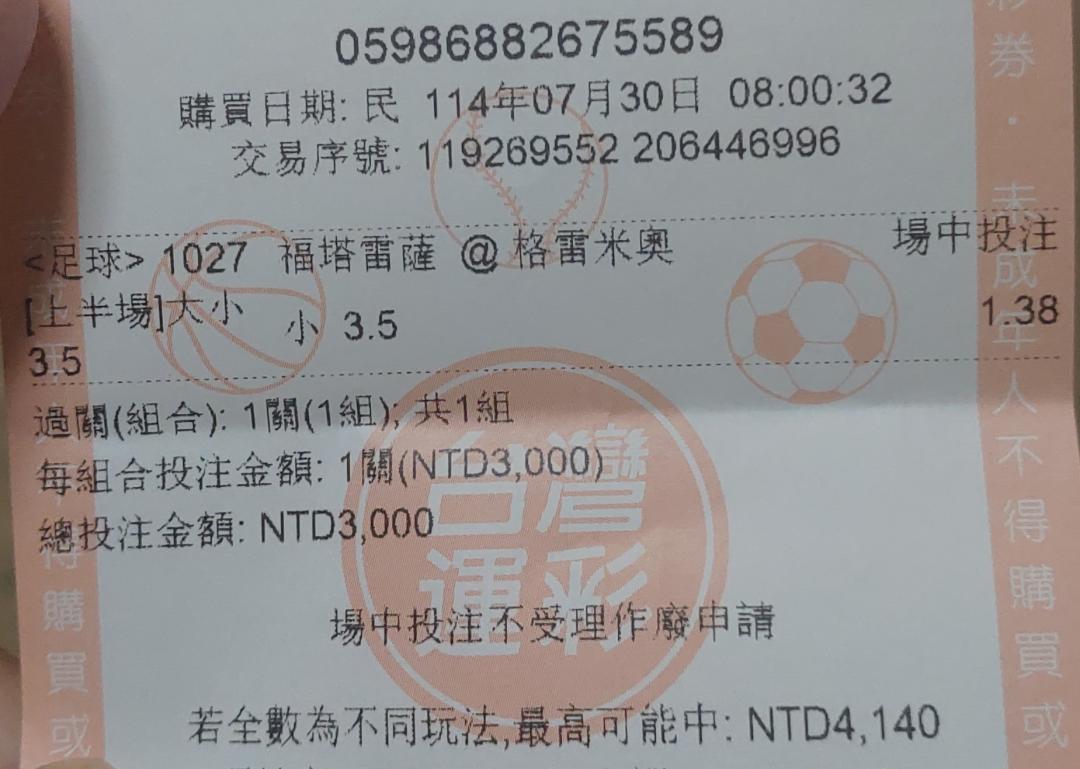 05986882675589
購買日期: 民 114年07月30日 08:00:32
交易序號: 119269552 206446996
<足球> 1027 福塔雷薩 @ 格雷米奧 場中投注
[上半場]大小 小 3.5 1.38
3.5
過關(組合): 1關(1組); 共1組
每組合投注金額: 1關(NTD3,000)
總投注金額: NTD3,000
台灣
運彩
場中投注不受理作廢申請
若全數為不同玩法,最高可能中: NTD4,140
彩券．未成年人不得購買或
得購買或